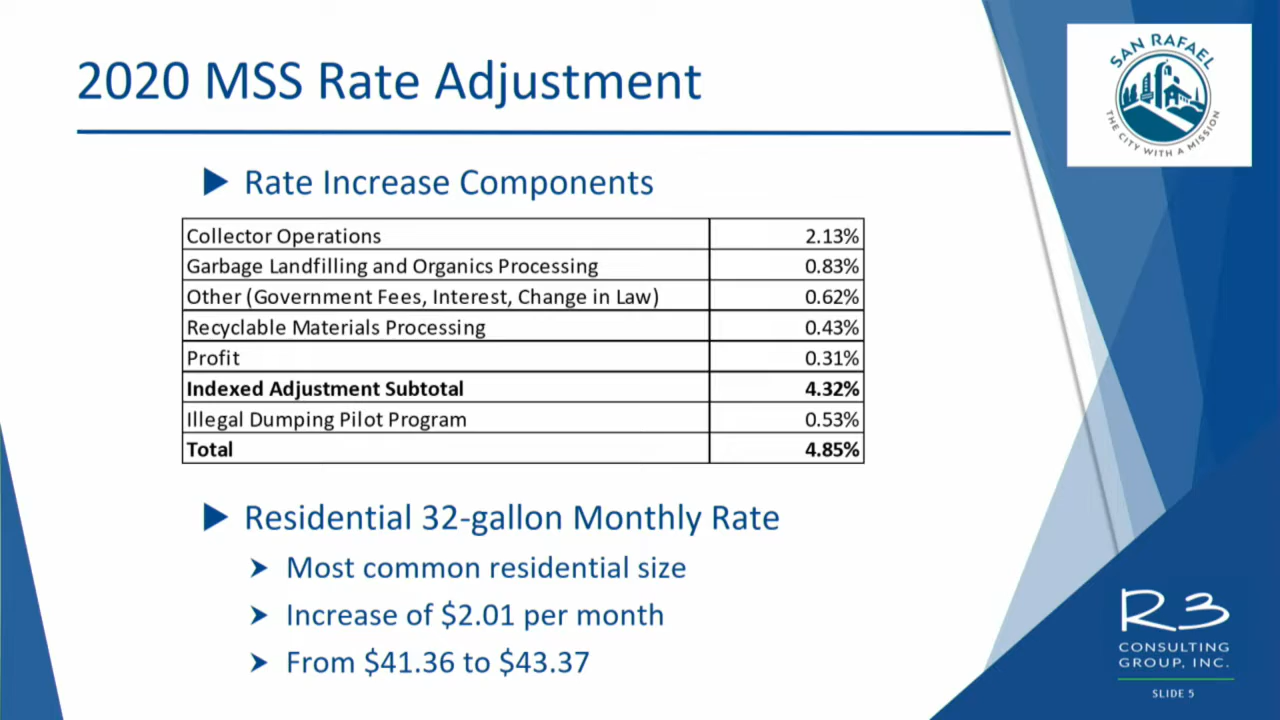 2020 MSS Rate Adjustment
SAN RAFAEL
THE CITY WITH A MISSION
Rate Increase Components
Collector Operations 2.13%
Garbage Landfilling and Organics Processing 0.83%
Other (Government Fees, Interest, Change in Law) 0.62%
Recyclable Materials Processing 0.43%
Profit 0.31%
Indexed Adjustment Subtotal 4.32%
Illegal Dumping Pilot Program 0.53%
Total 4.85%
Residential 32-gallon Monthly Rate
Most common residential size
Increase of $2.01 per month
From $41.36 to $43.37
R3
CONSULTING
GROUP, INC.
SLIDE 5